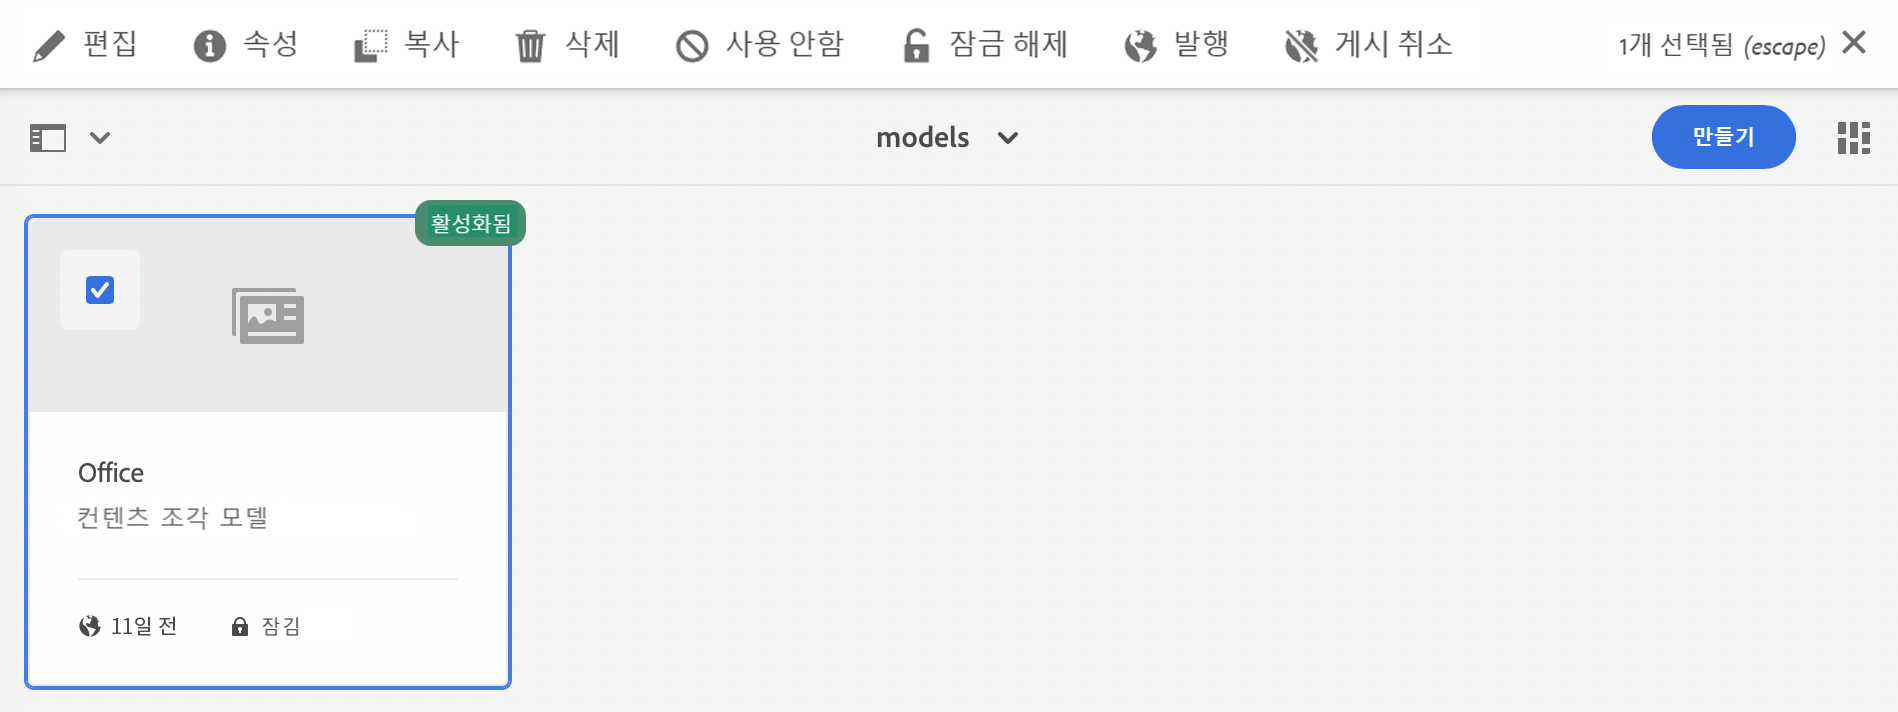 편집 속성 복사 삭제 사용 안함 잠금 해제 발행 게시 취소 1개 선택됨 (escape)
models 만들기
활성화됨
Office
컨텐츠 조각 모델
11일 전 잠김